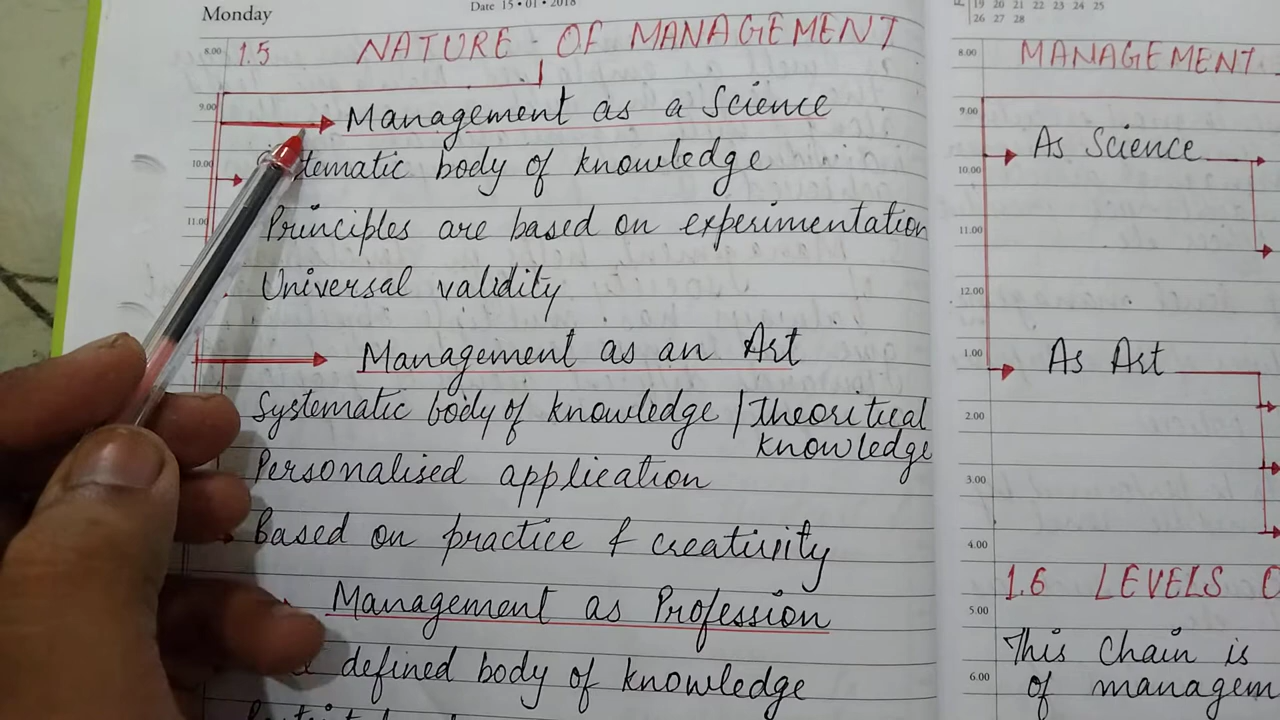 Monday
Date 15 • 01 • 2018
8.00 1.5 NATURE OF MANAGEMENT
9.00 Management as a Science
10.00 tematic body of knowledge
11.00 Principles are based on experimentation
Universal validity
Management as an Art
Systematic body of knowledge / Theoritical
knowledge
Personalised application
Based on practice & creativity
Management as Profession
defined body of knowledge
19 20 21 22 23 24 25
26 27 28
8.00 MANAGEMENT
9.00 As Science
10.00
11.00
12.00
1.00 As Art
2.00
3.00
4.00
1.6 LEVELS
5.00 This chain is
6.00 of managem